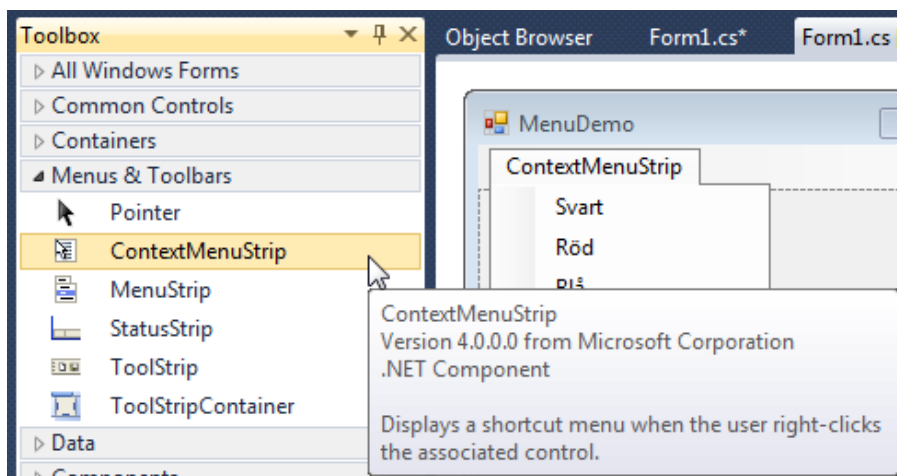 Toolbox
Object Browser Form1.cs* Form1.cs
All Windows Forms
Common Controls
Containers
Menus & Toolbars
Pointer
ContextMenuStrip
MenuStrip
StatusStrip
ToolStrip
ToolStripContainer
Data
Components
MenuDemo
ContextMenuStrip
Svart
Röd
Blå
ContextMenuStrip
Version 4.0.0.0 from Microsoft Corporation
.NET Component
Displays a shortcut menu when the user right-clicks
the associated control.